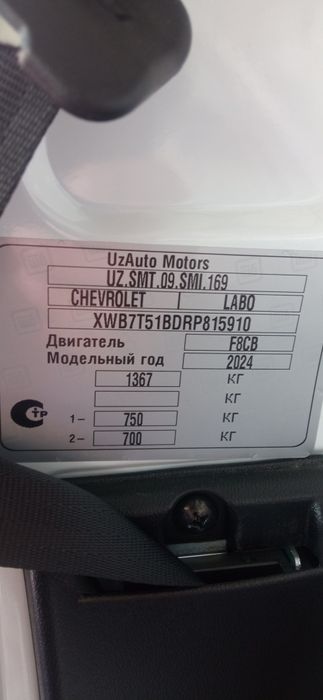 UzAuto Motors
UZ.SMT.09.SMI.169
CHEVROLET LABO
XWB7T51BDRP815910
Двигатель F8CB
Модельный год 2024
1367 КГ
КГ
1– 750 КГ
2– 700 КГ
СТР